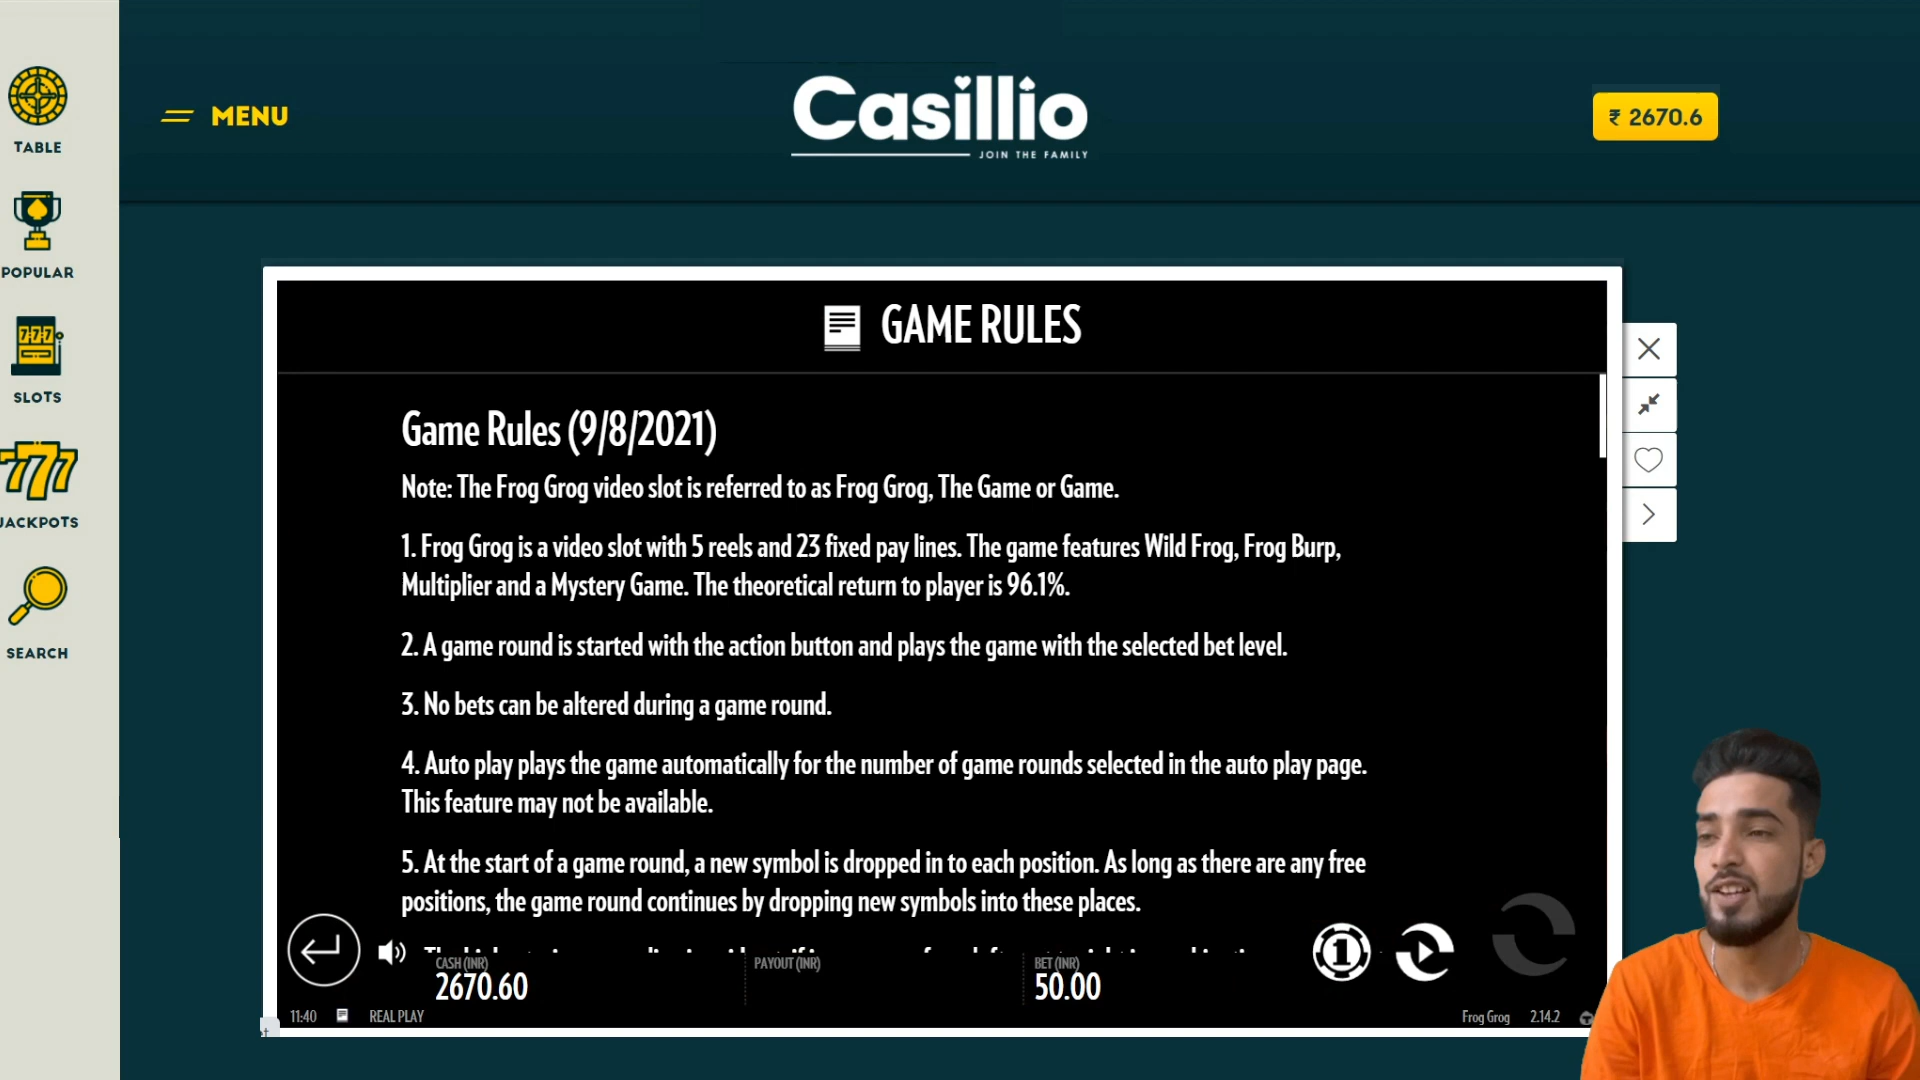 TABLE
POPULAR
SLOTS
JACKPOTS
SEARCH
MENU
Casillio
JOIN THE FAMILY
₹ 2670.6
GAME RULES
Game Rules (9/8/2021)
Note: The Frog Grog video slot is referred to as Frog Grog, The Game or Game.
1. Frog Grog is a video slot with 5 reels and 23 fixed pay lines. The game features Wild Frog, Frog Burp,
Multiplier and a Mystery Game. The theoretical return to player is 96.1%.
2. A game round is started with the action button and plays the game with the selected bet level.
3. No bets can be altered during a game round.
4. Auto play plays the game automatically for the number of game rounds selected in the auto play page.
This feature may not be available.
5. At the start of a game round, a new symbol is dropped in to each position. As long as there are any free
positions, the game round continues by dropping new symbols into these places.
CASH (INR)
2670.60
PAYOUT (INR)
BET (INR)
50.00
1
11:40
REAL PLAY
Frog Grog
2.14.2